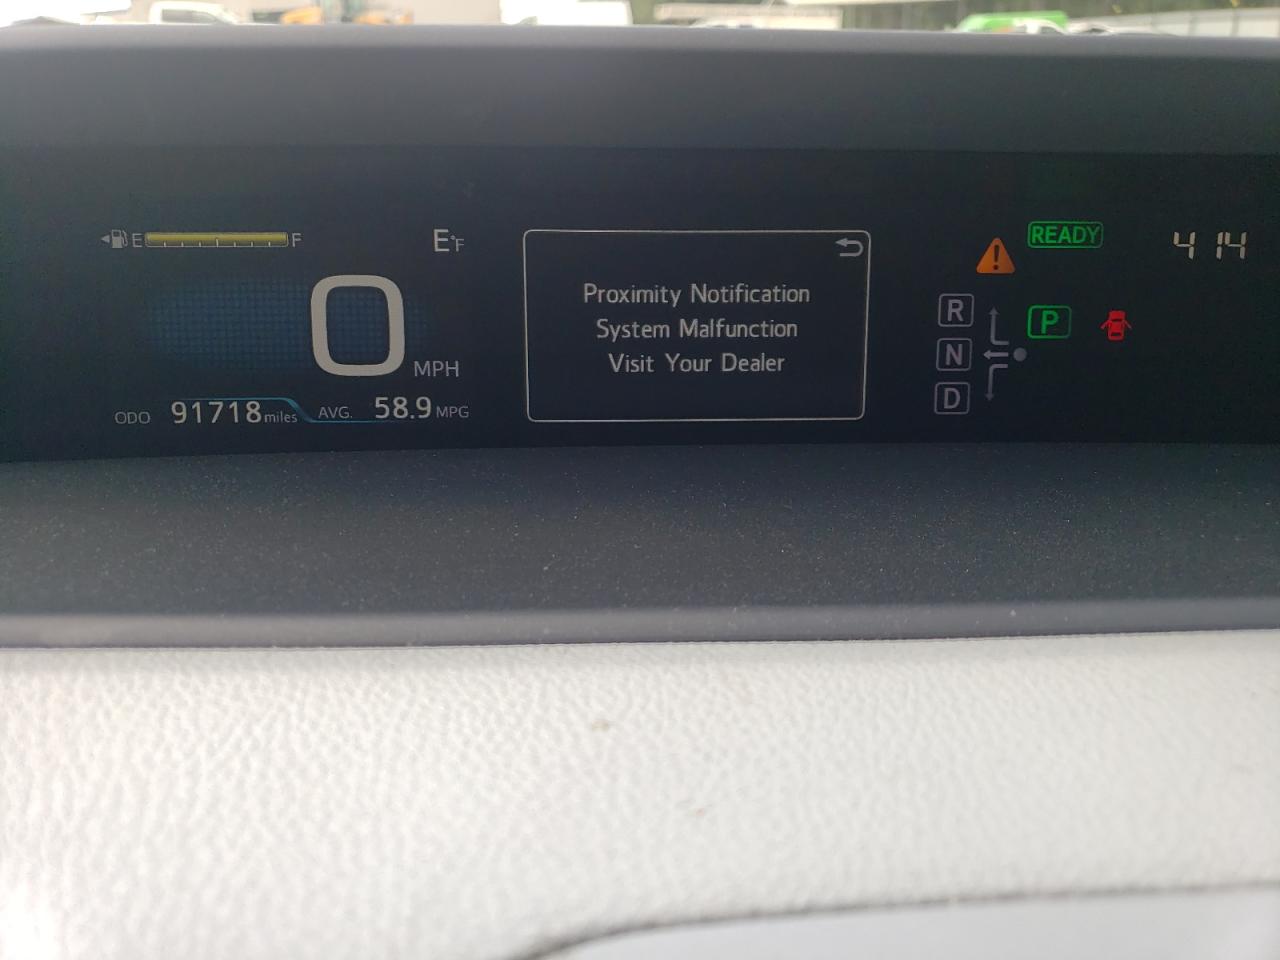 E F
E°F
READY
4 14
0 MPH
Proximity Notification
System Malfunction
Visit Your Dealer
R
N
D
P
ODO 91718 miles AVG. 58.9 MPG